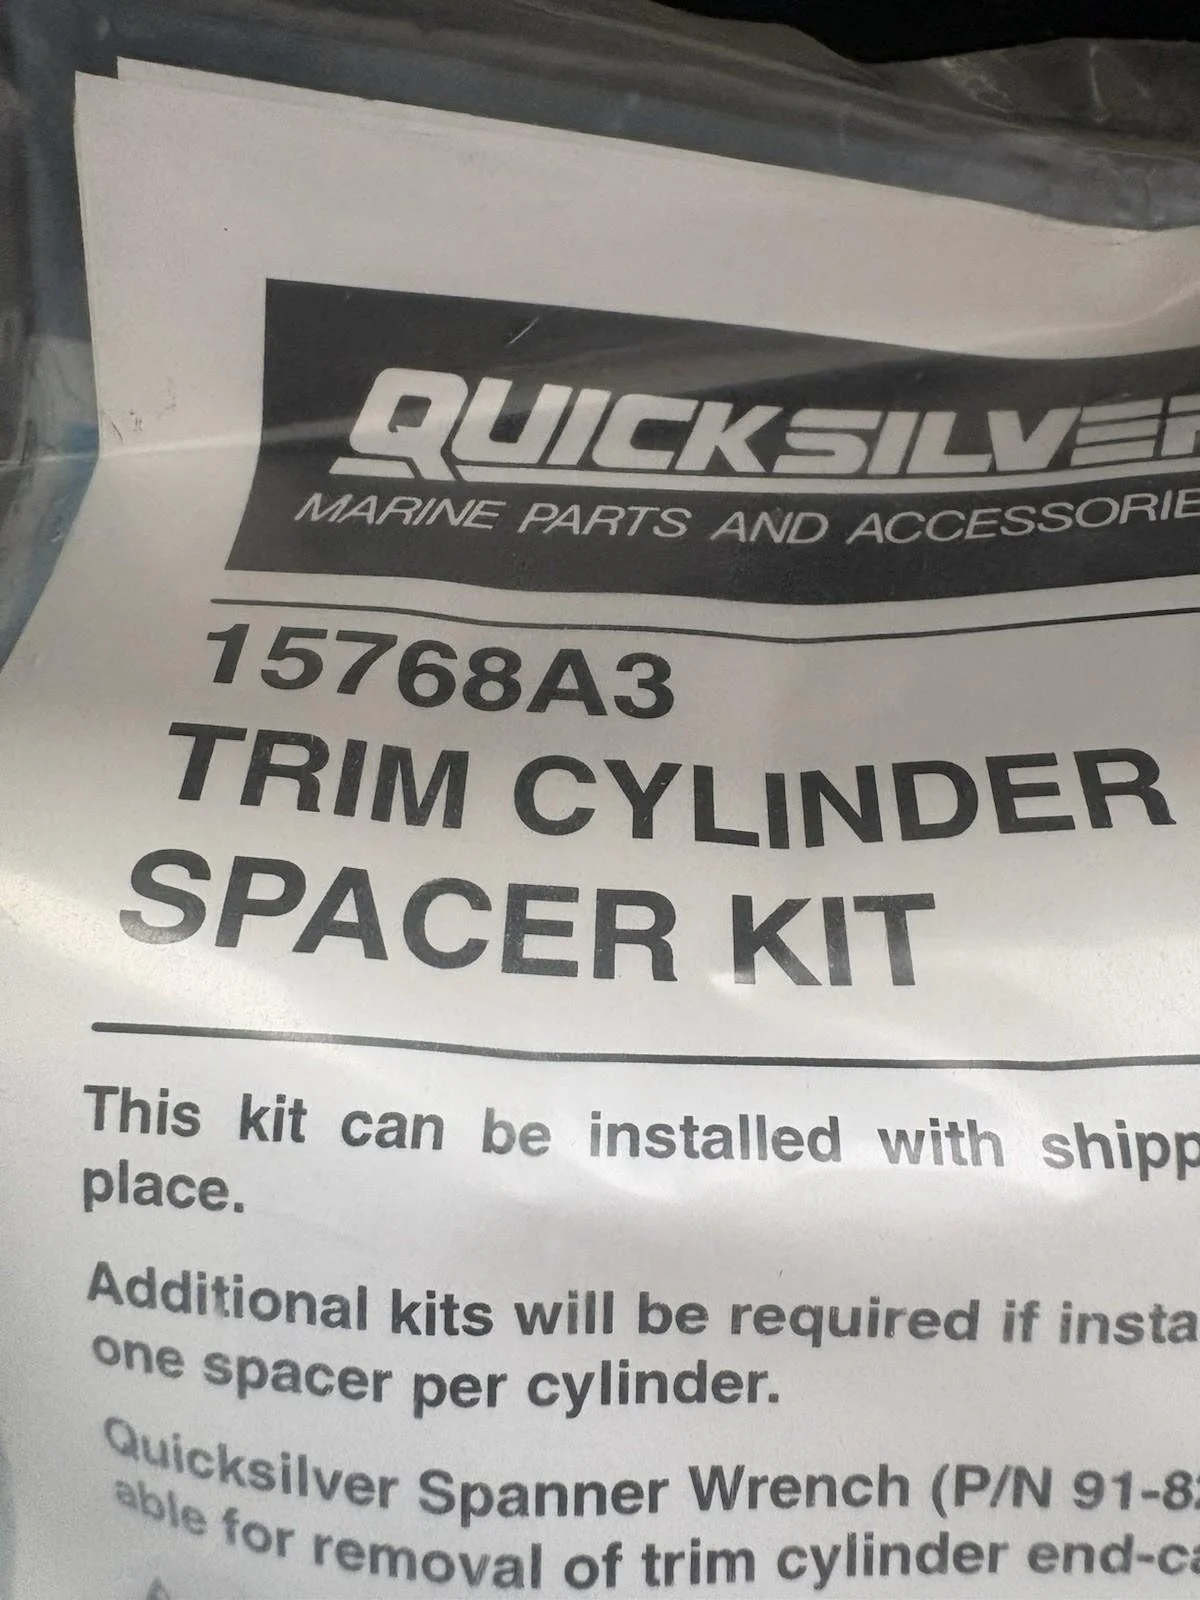 QUICKSILVER
MARINE PARTS AND ACCESSORIE
15768A3
TRIM CYLINDER
SPACER KIT
This kit can be installed with shipp
place.
Additional kits will be required if insta
one spacer per cylinder.
Quicksilver Spanner Wrench (P/N 91-82
able for removal of trim cylinder end-ca